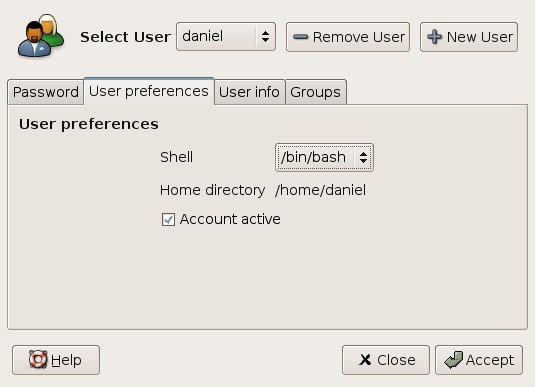 Select User daniel Remove User New User
Password User preferences User info Groups
User preferences
Shell /bin/bash
Home directory /home/daniel
Account active
Help Close Accept